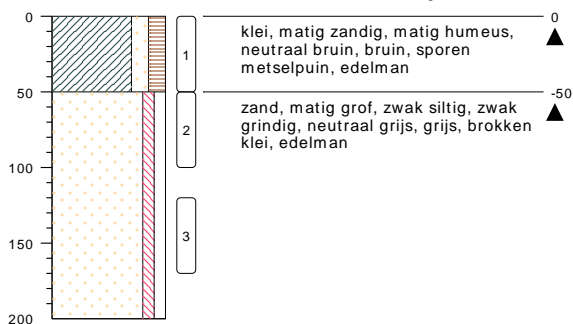 0
50
100
150
200
1
2
3
klei, matig zandig, matig humeus,
neutraal bruin, bruin, sporen
metselpuin, edelman
0
zand, matig grof, zwak siltig, zwak
grindig, neutraal grijs, grijs, brokken
klei, edelman
-50